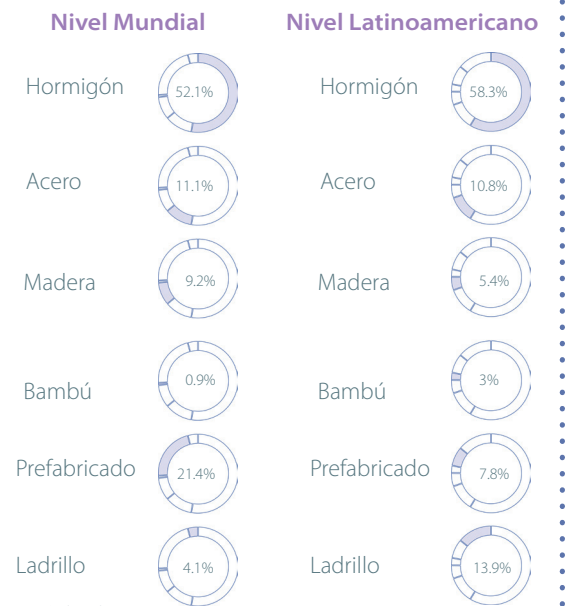 Nivel Mundial
Hormigón 52.1%
Acero 11.1%
Madera 9.2%
Bambú 0.9%
Prefabricado 21.4%
Ladrillo 4.1%
Nivel Latinoamericano
Hormigón 58.3%
Acero 10.8%
Madera 5.4%
Bambú 3%
Prefabricado 7.8%
Ladrillo 13.9%